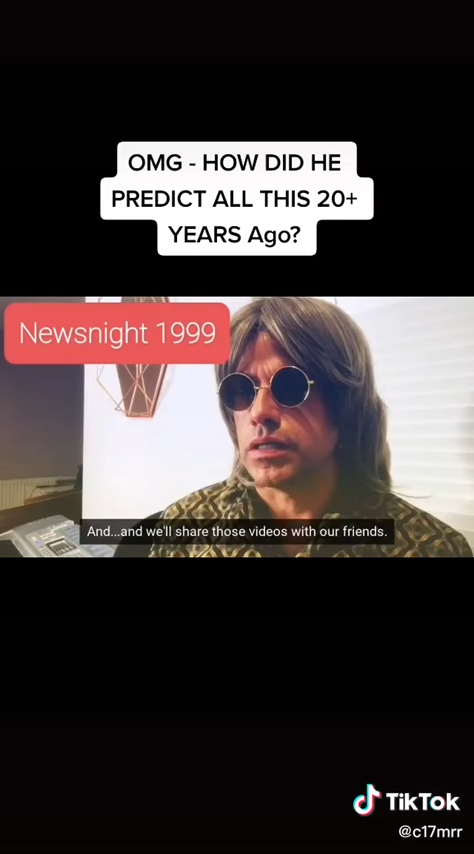 OMG - HOW DID HE
PREDICT ALL THIS 20+
YEARS Ago?
Newsnight 1999
And...and we'll share those videos with our friends.
TikTok
@c17mrr